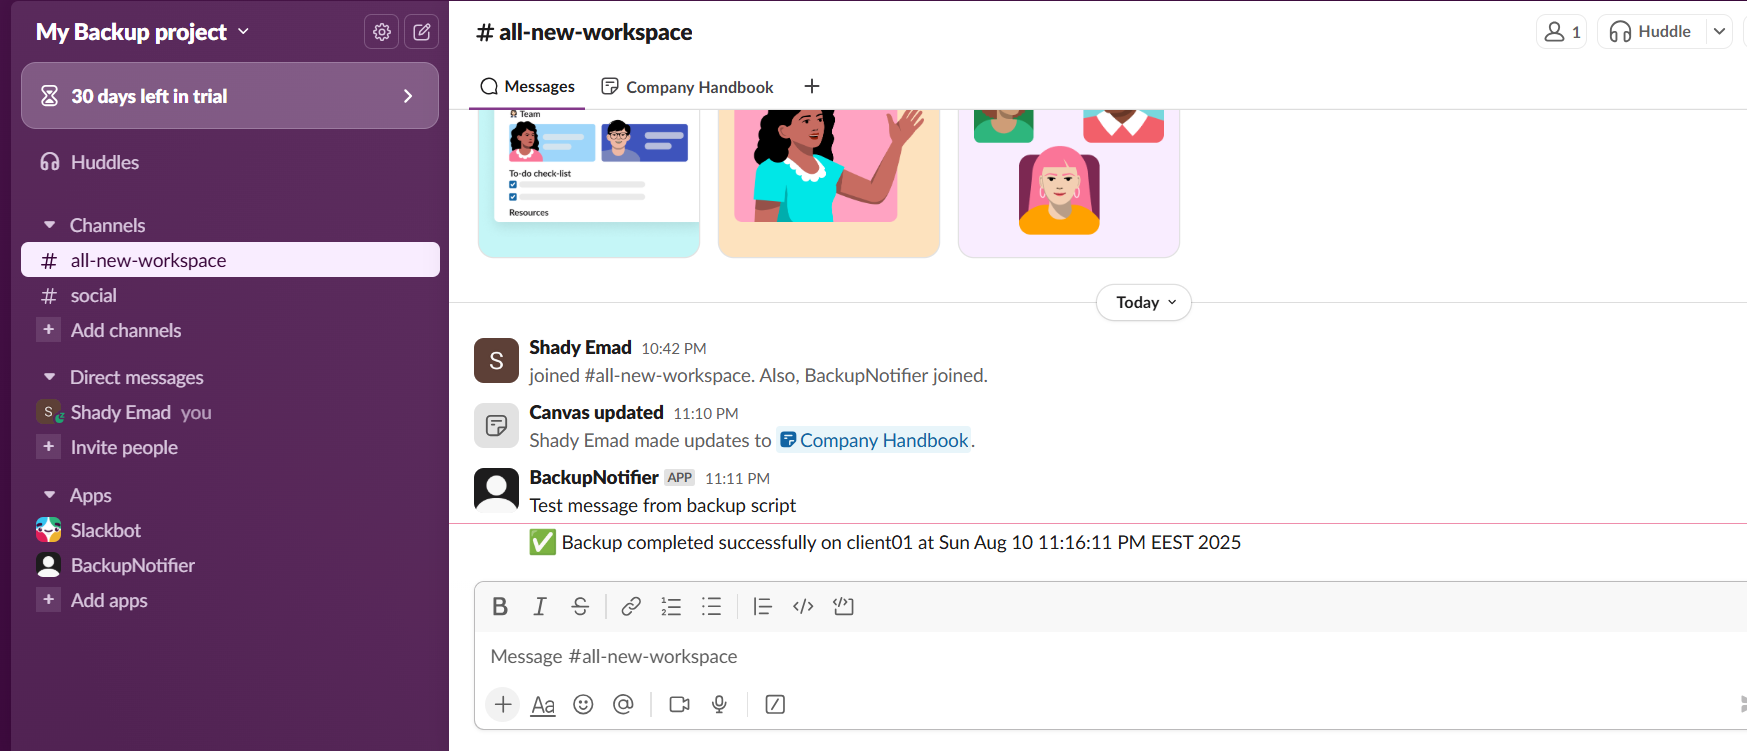 My Backup project
30 days left in trial
Huddles
Channels
# all-new-workspace
# social
+ Add channels
Direct messages
S Shady Emad you
+ Invite people
Apps
Slackbot
BackupNotifier
+ Add apps
# all-new-workspace
1
Huddle
Messages
Company Handbook
+
Team
To-do check-list
Resources
Today
S
Shady Emad 10:42 PM
joined #all-new-workspace. Also, BackupNotifier joined.
Canvas updated 11:10 PM
Shady Emad made updates to Company Handbook.
BackupNotifier APP 11:11 PM
Test message from backup script
✅ Backup completed successfully on client01 at Sun Aug 10 11:16:11 PM EEST 2025
B I S
Message #all-new-workspace
+ Aa @